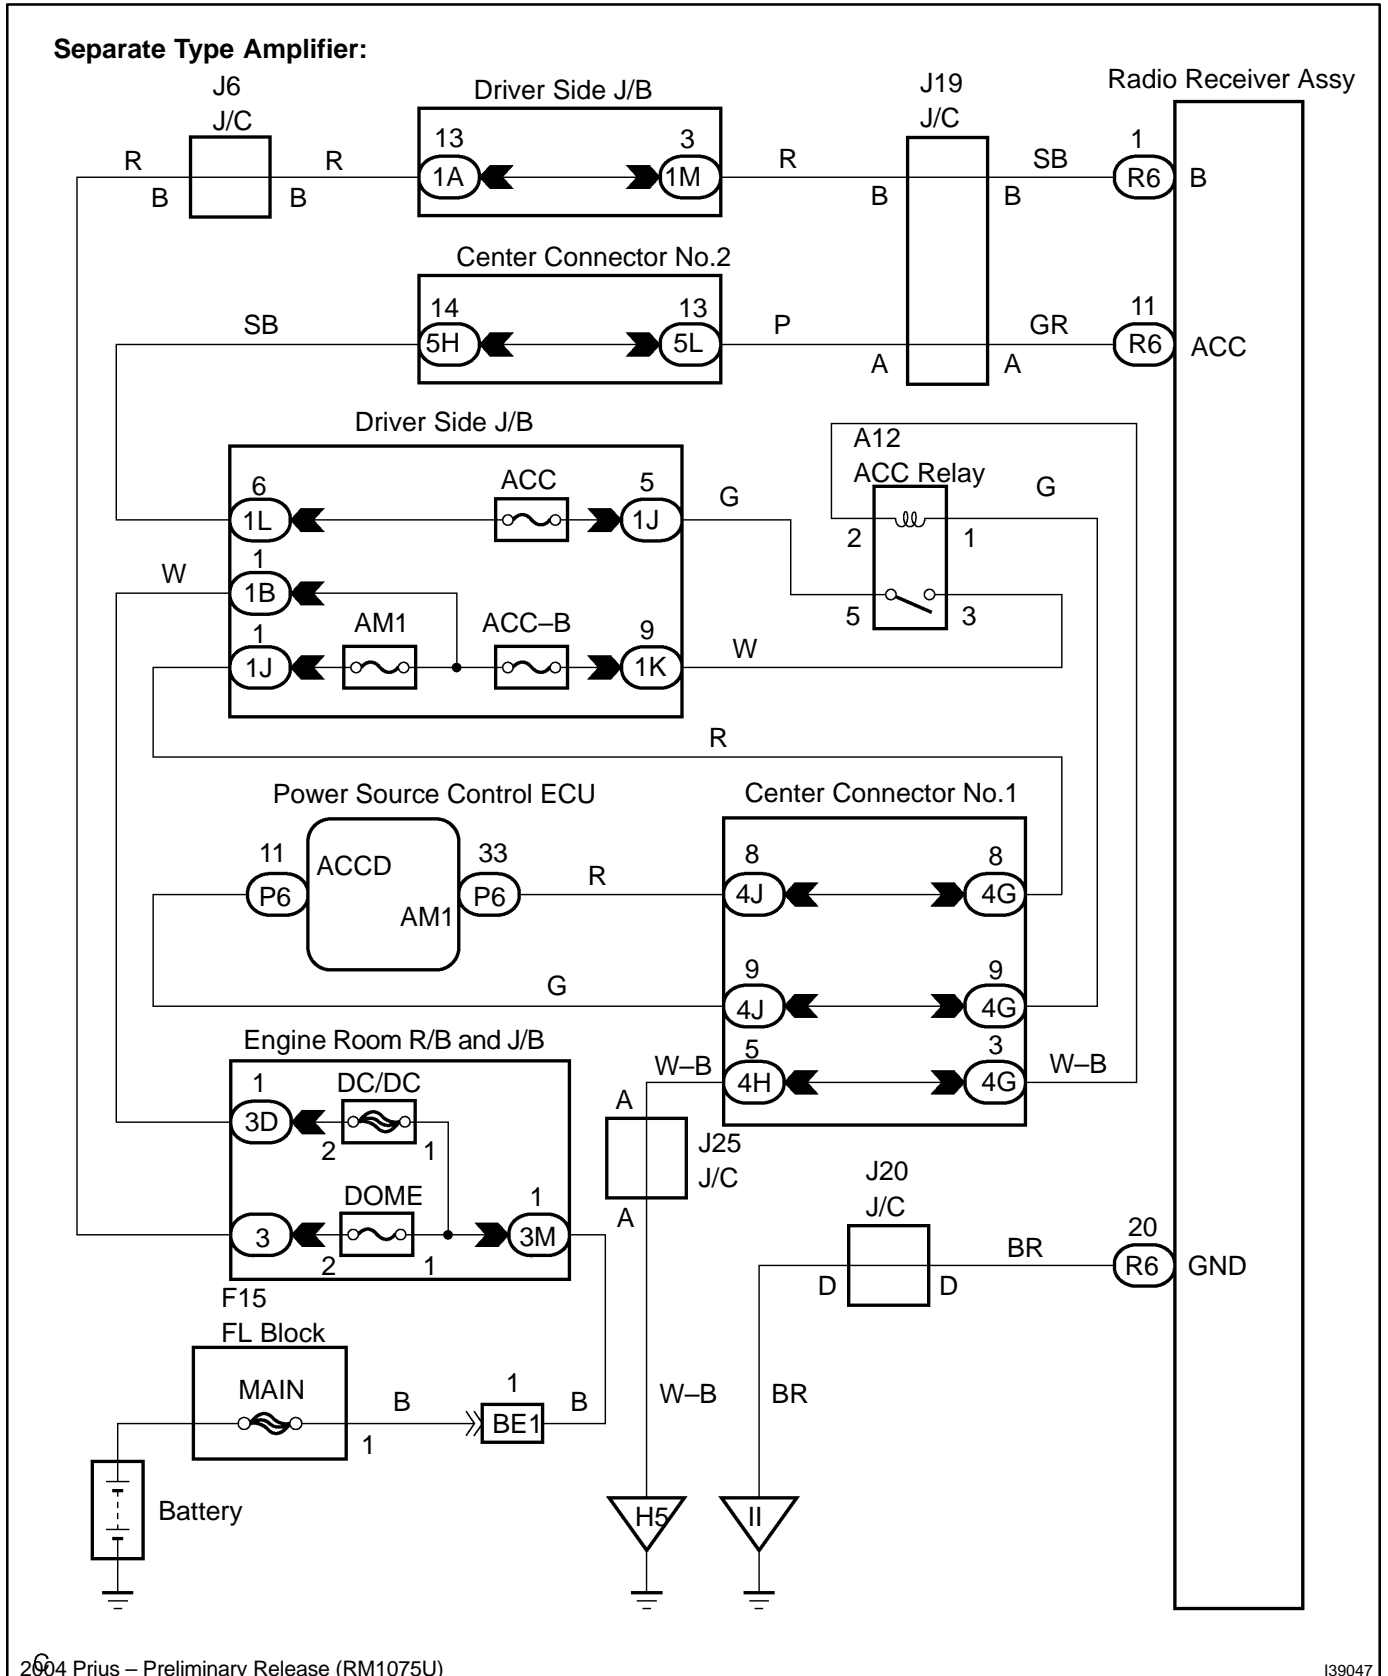 Separate Type Amplifier:
J6
J/C
Driver Side J/B
J19
J/C
Radio Receiver Assy
R
B
R
B
13
1A
3
1M
R
B
SB
B
1
R6
B
Center Connector No.2
SB
14
5H
13
5L
P
A
GR
A
11
R6
ACC
Driver Side J/B
6
1L
ACC
5
1J
G
A12
ACC Relay
G
2
1
5
3
W
1
1B
1
1J
AM1
ACC–B
9
1K
W
R
Power Source Control ECU
11
P6
ACCD
AM1
33
P6
R
Center Connector No.1
8
4J
8
4G
G
9
4J
9
4G
W–B
5
4H
3
4G
W–B
Engine Room R/B and J/B
1
3D
DC/DC
2
1
3
DOME
2
1
1
3M
A
J25
J/C
A
J20
J/C
D
D
BR
20
R6
GND
F15
FL Block
MAIN
1
B
1
BE1
B
W–B
BR
Battery
H5
II
2004 Prius – Preliminary Release (RM1075U)
I39047